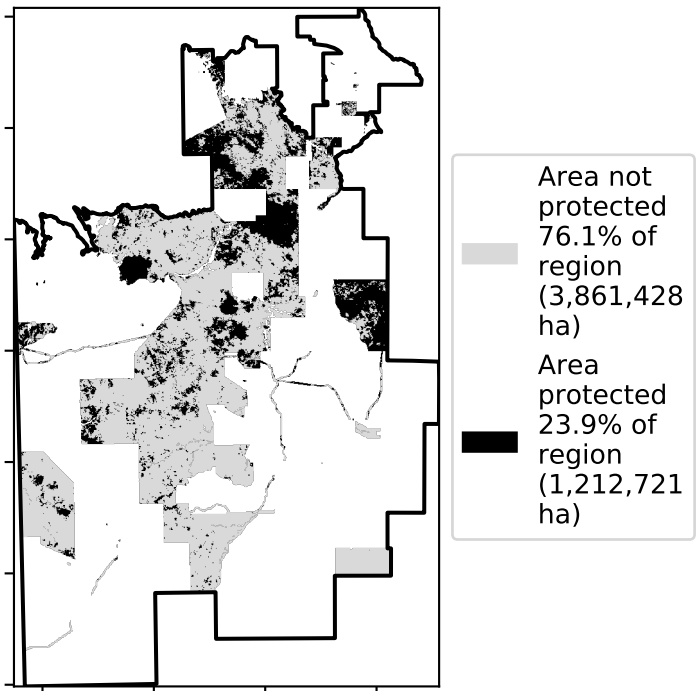 Area not
protected
76.1% of
region
(3,861,428
ha)
Area
protected
23.9% of
region
(1,212,721
ha)